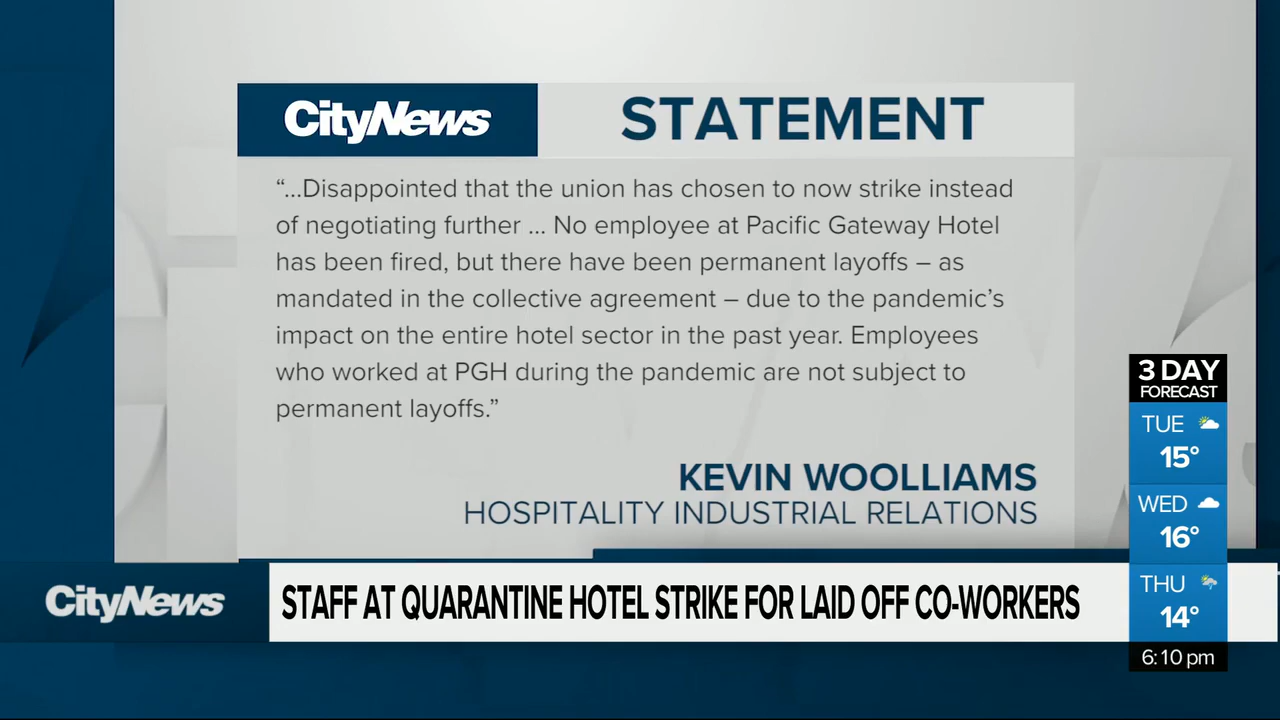 CityNews
STATEMENT
“...Disappointed that the union has chosen to now strike instead
of negotiating further ... No employee at Pacific Gateway Hotel
has been fired, but there have been permanent layoffs – as
mandated in the collective agreement – due to the pandemic’s
impact on the entire hotel sector in the past year. Employees
who worked at PGH during the pandemic are not subject to
permanent layoffs.”
KEVIN WOOLLIAMS
HOSPITALITY INDUSTRIAL RELATIONS
CityNews
STAFF AT QUARANTINE HOTEL STRIKE FOR LAID OFF CO-WORKERS
3 DAY
FORECAST
TUE
15°
WED
16°
THU
14°
6:10 pm